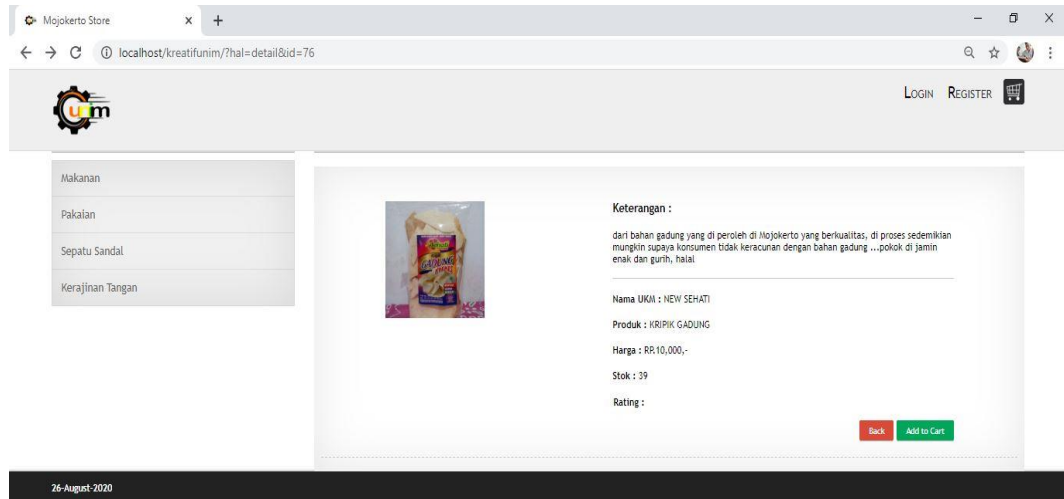 Mojokerto Store
localhost/kreatifunim/?hal=detail&id=76
LOGIN REGISTER
unim
Makanan
Pakaian
Sepatu Sandal
Kerajinan Tangan
GADUNG
Keterangan :
dari bahan gadung yang di peroleh di Mojokerto yang berkualitas, di proses sedemikian
mungkin supaya konsumen tidak keracunan dengan bahan gadung ...pokok di jamin
enak dan gurih, halal
Nama UKM : NEW SEHATI
Produk : KRIPIK GADUNG
Harga : RP.10,000,-
Stok : 39
Rating :
Back Add to Cart
26-August-2020